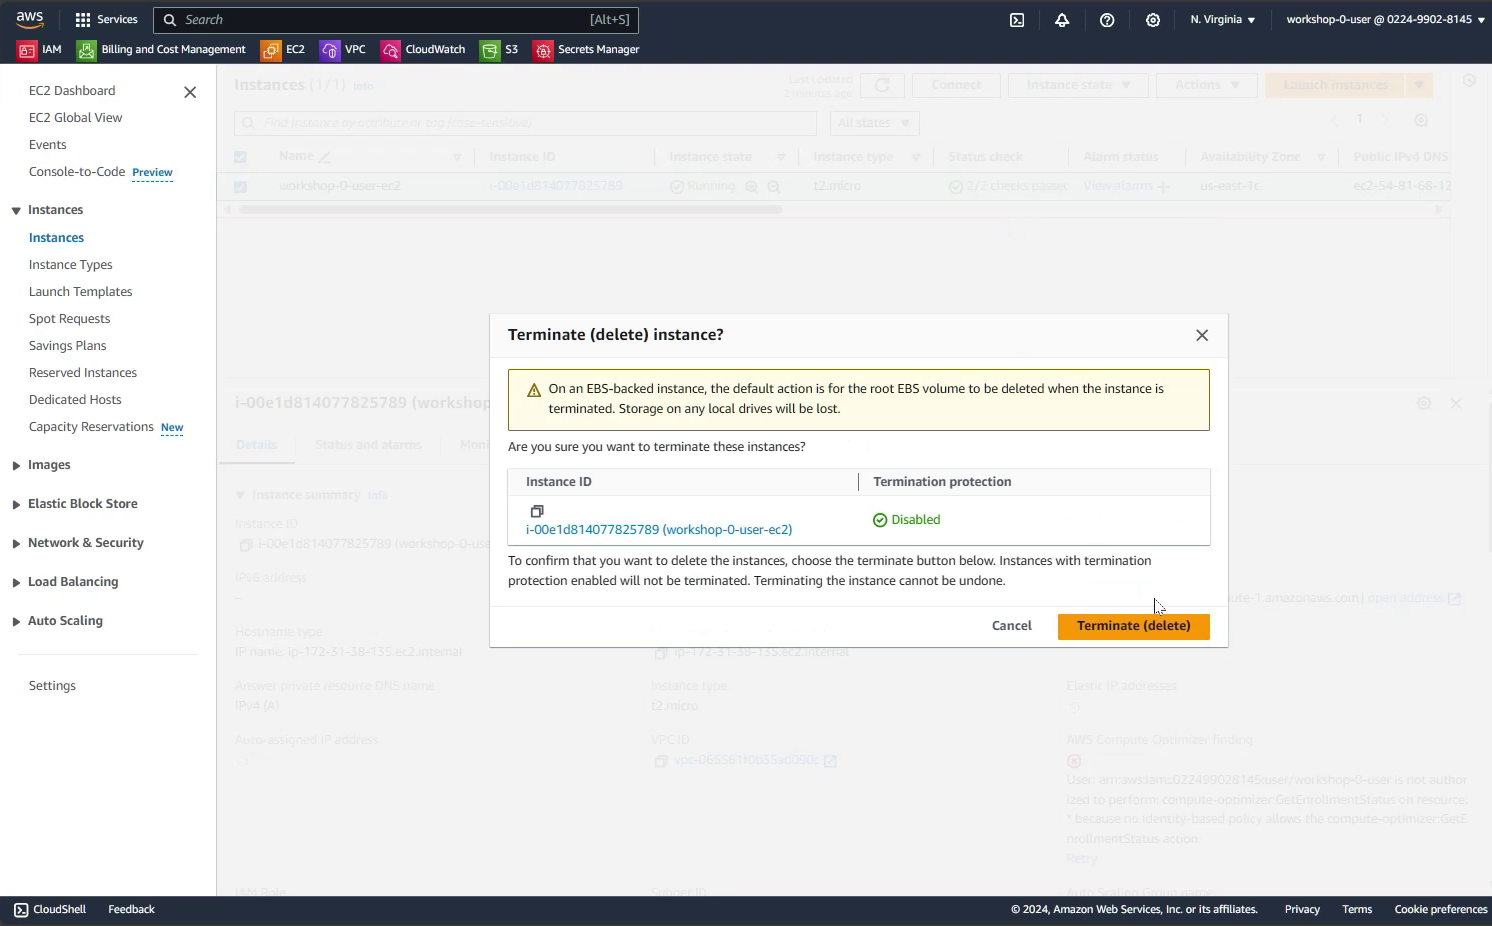 aws
Services
Search
[Alt+S]
N. Virginia
workshop-0-user @ 0224-9902-8145
IAM
Billing and Cost Management
EC2
VPC
CloudWatch
S3
Secrets Manager
EC2 Dashboard
EC2 Global View
Events
Console-to-Code Preview
Instances
Instances
Instance Types
Launch Templates
Spot Requests
Savings Plans
Reserved Instances
Dedicated Hosts
Capacity Reservations New
Images
Elastic Block Store
Network & Security
Load Balancing
Auto Scaling
Settings
Instances (1/1) Info
Last updated
2 minutes ago
Connect
Instance state
Actions
Launch instances
Find Instance by attribute or tag (case-sensitive)
All states
1
Name
Instance ID
Instance state
Instance type
Status check
Alarm status
Availability Zone
Public IPv4 DNS
workshop-0-user-ec2
i-00e1d814077825789
Running
t2.micro
2/2 checks passec
View alarms
us-east-1c
ec2-54-81-68-12
Terminate (delete) instance?
On an EBS-backed instance, the default action is for the root EBS volume to be deleted when the instance is
terminated. Storage on any local drives will be lost.
Are you sure you want to terminate these instances?
Instance ID
Termination protection
i-00e1d814077825789 (workshop-0-user-ec2)
Disabled
To confirm that you want to delete the instances, choose the terminate button below. Instances with termination
protection enabled will not be terminated. Terminating the instance cannot be undone.
Cancel
Terminate (delete)
i-00e1d814077825789 (workshop
Details
Status and alarms
Moni
Instance summary Info
Instance ID
i-00e1d814077825789 (workshop-0-use
IPv6 address
–
ute-1.amazonaws.com | open address
Hostname type
IP name: ip-172-31-38-135.ec2.internal
ip-172-31-38-135.ec2.internal
Answer private resource DNS name
IPv4 (A)
Instance type
t2.micro
Elastic IP addresses
Auto-assigned IP address
VPC ID
AWS Compute Optimizer finding
User: arn:aws:iam::022499028145:user/workshop-0-user is not author
ized to perform: compute-optimizer:GetEnrollmentStatus on resource:
* because no identity-based policy allows the compute-optimizer:GetE
nrollmentStatus action
Retry
IAM Role
Subnet ID
Auto Scaling Group name
CloudShell
Feedback
© 2024, Amazon Web Services, Inc. or its affiliates.
Privacy
Terms
Cookie preferences